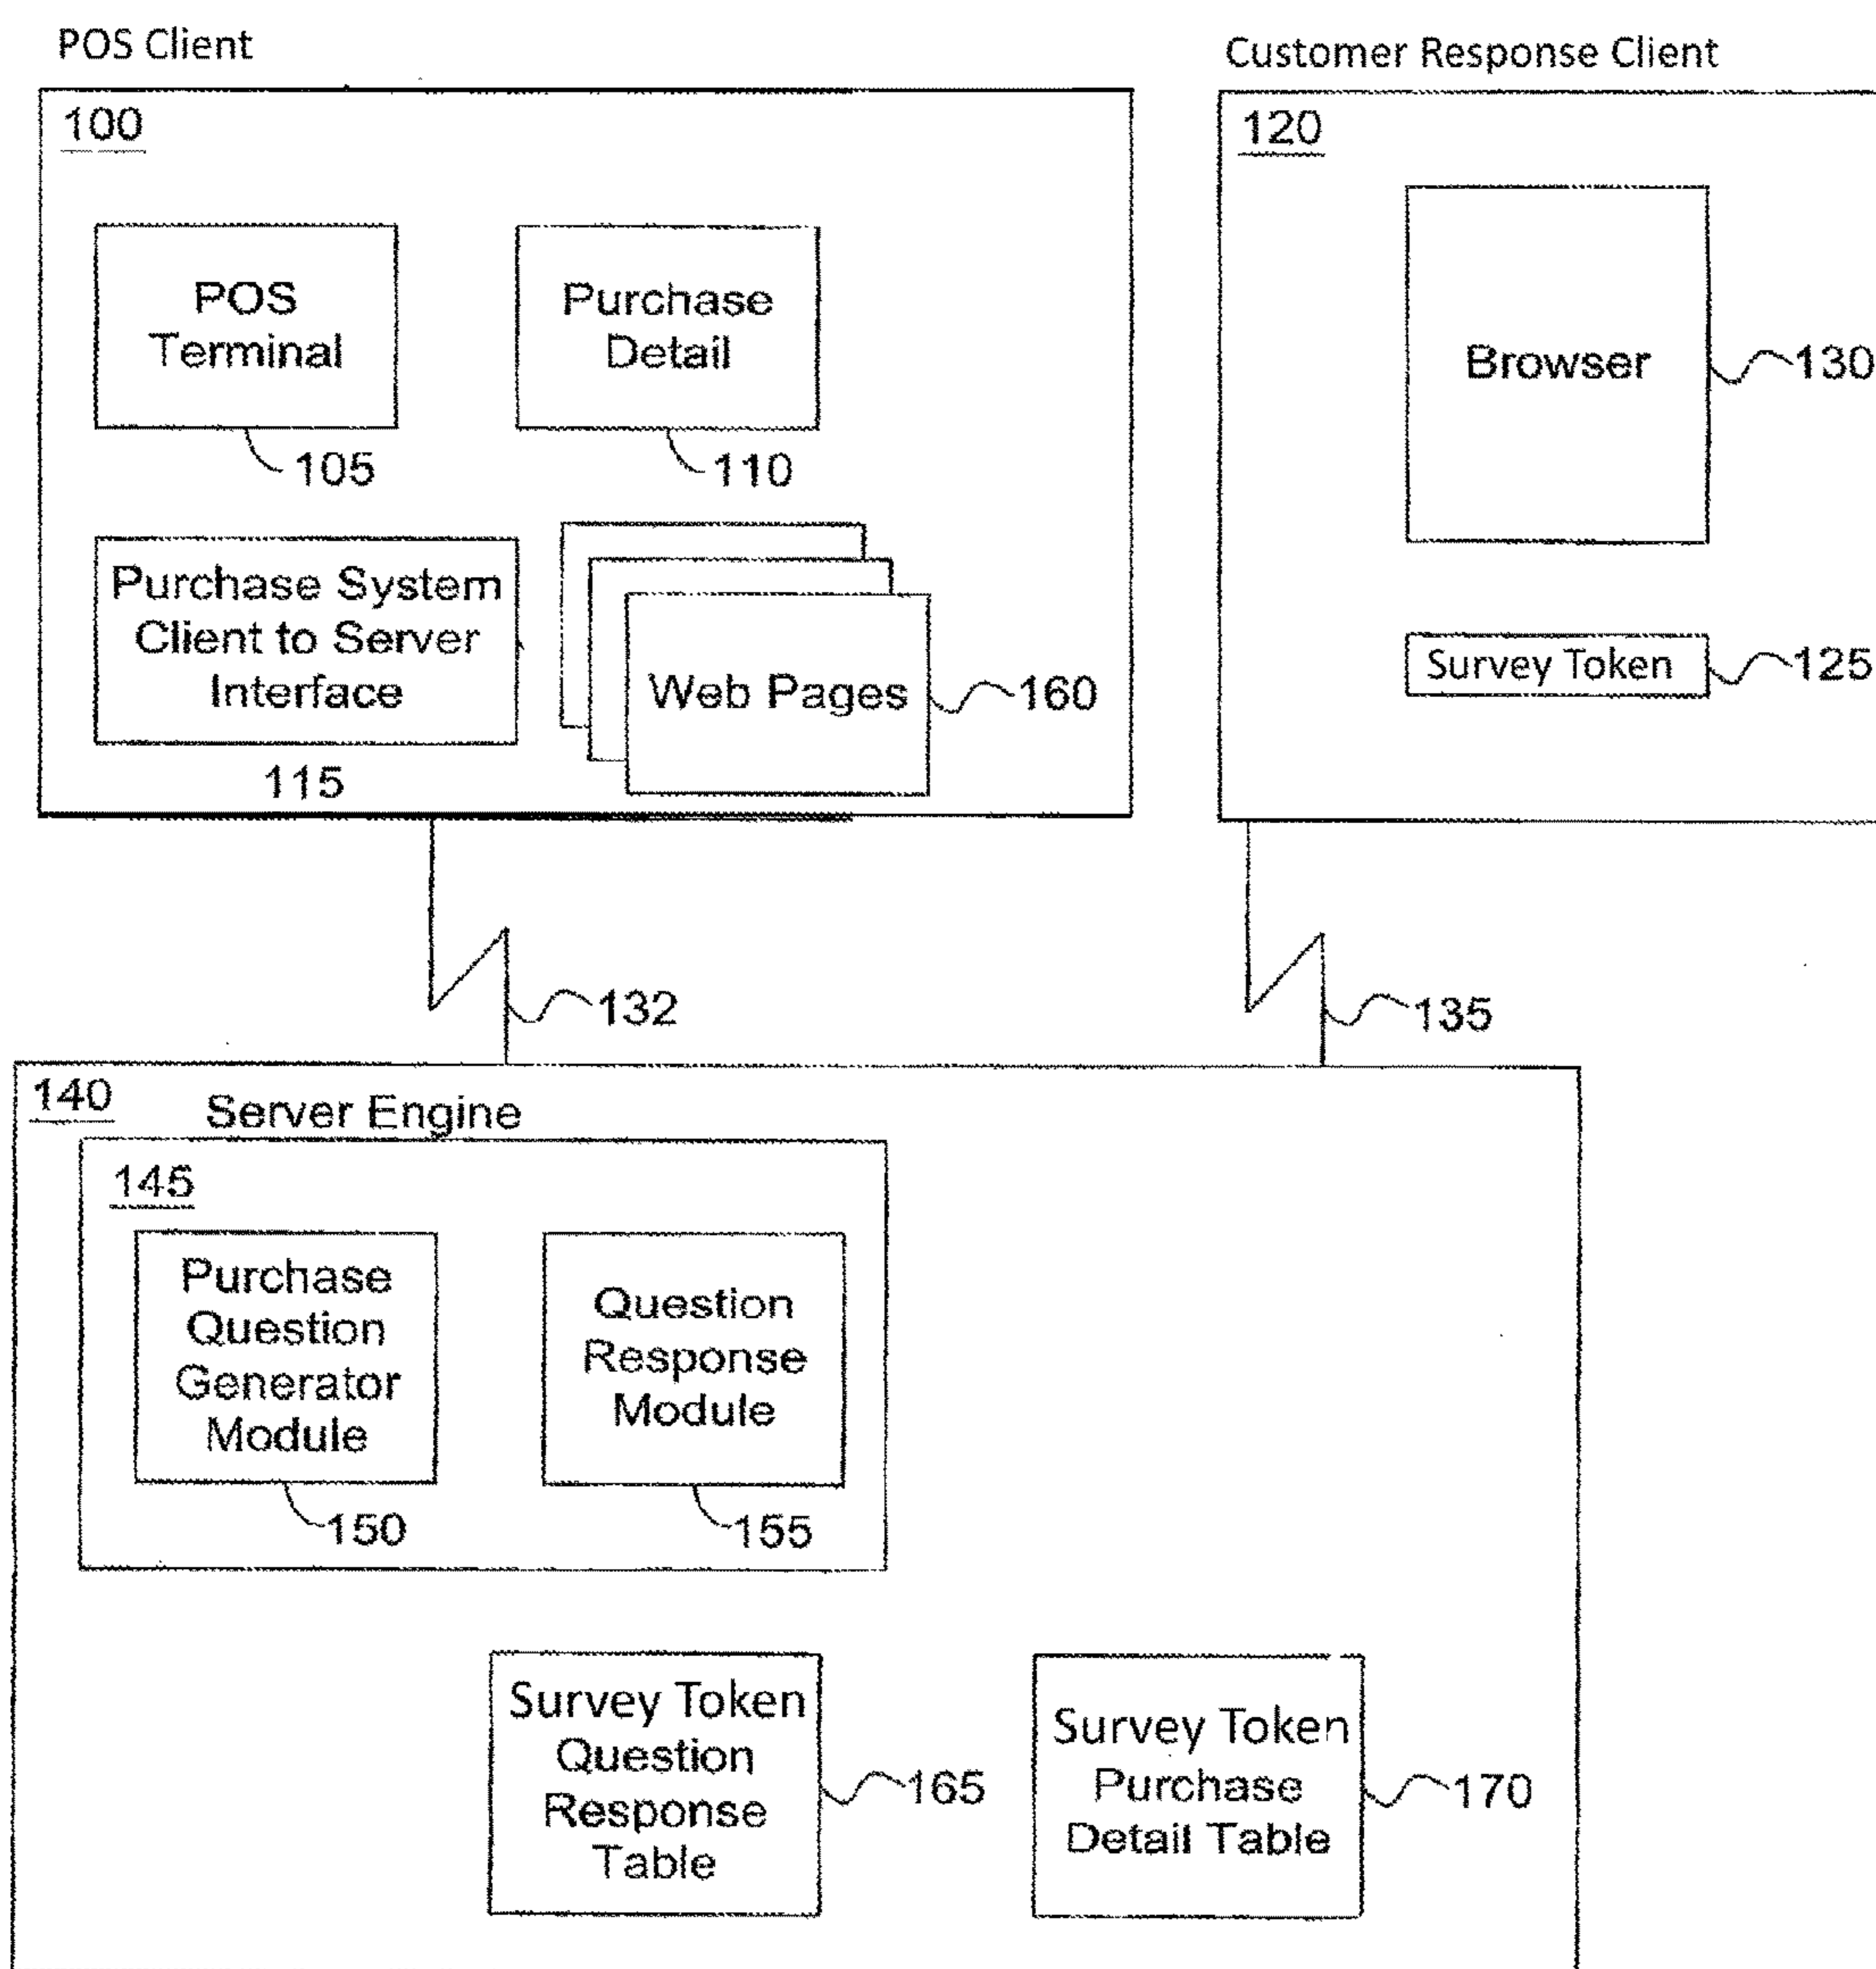 POS Client
100
POS
Terminal
105
Purchase
Detail
110
Purchase System
Client to Server
Interface
115
Web Pages
160
Customer Response Client
120
Browser
130
Survey Token
125
132
135
140
Server Engine
145
Purchase
Question
Generator
Module
150
Question
Response
Module
155
Survey Token
Question
Response
Table
165
Survey Token
Purchase
Detail Table
170